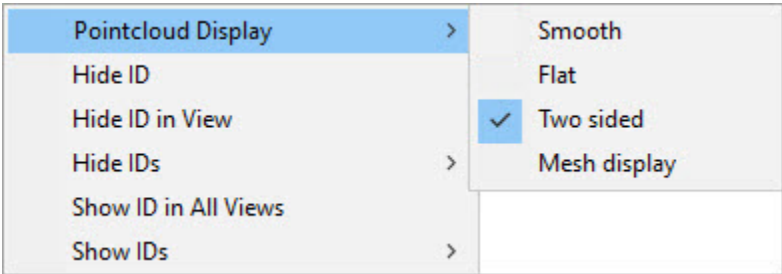 Pointcloud Display
Hide ID
Hide ID in View
Hide IDs
Show ID in All Views
Show IDs
Smooth
Flat
Two sided
Mesh display